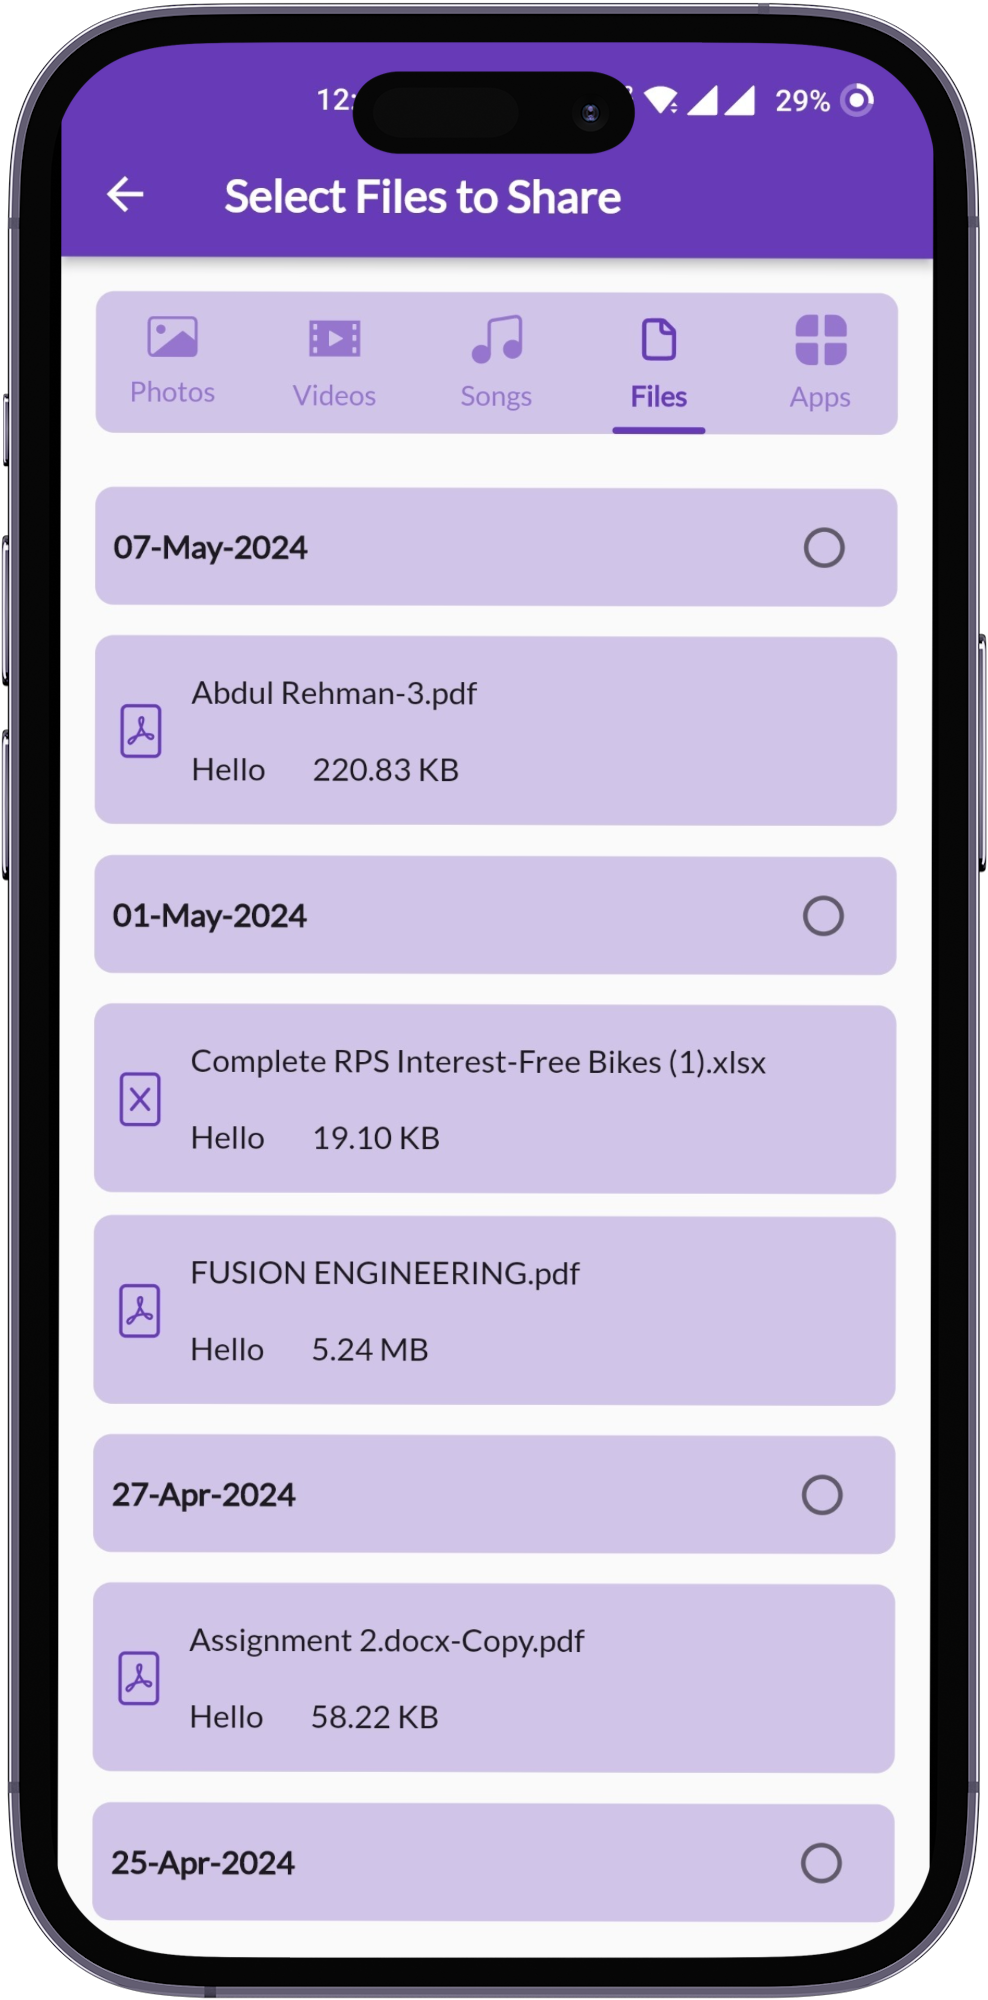 12:
29%
Select Files to Share
Photos Videos Songs Files Apps
07-May-2024
Abdul Rehman-3.pdf
Hello 220.83 KB
01-May-2024
Complete RPS Interest-Free Bikes (1).xlsx
Hello 19.10 KB
FUSION ENGINEERING.pdf
Hello 5.24 MB
27-Apr-2024
Assignment 2.docx-Copy.pdf
Hello 58.22 KB
25-Apr-2024